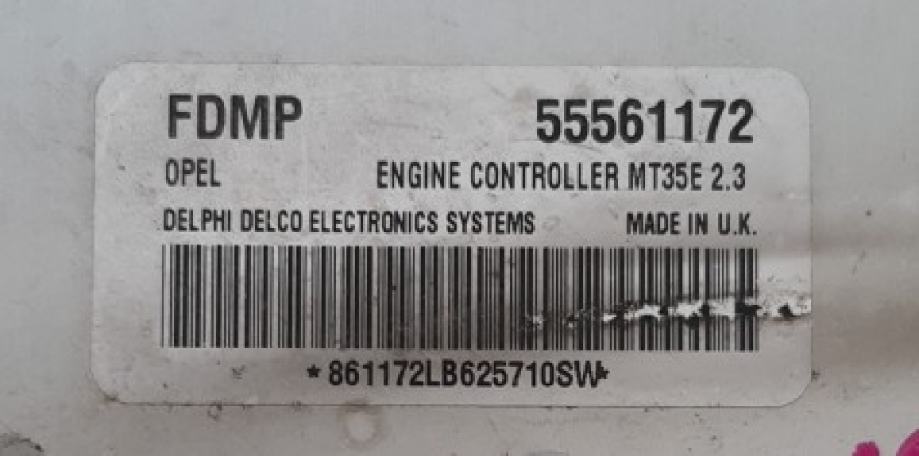 FDMP 55561172
OPEL ENGINE CONTROLLER MT35E 2.3
DELPHI DELCO ELECTRONICS SYSTEMS MADE IN U.K.
*861172LB625710SW*